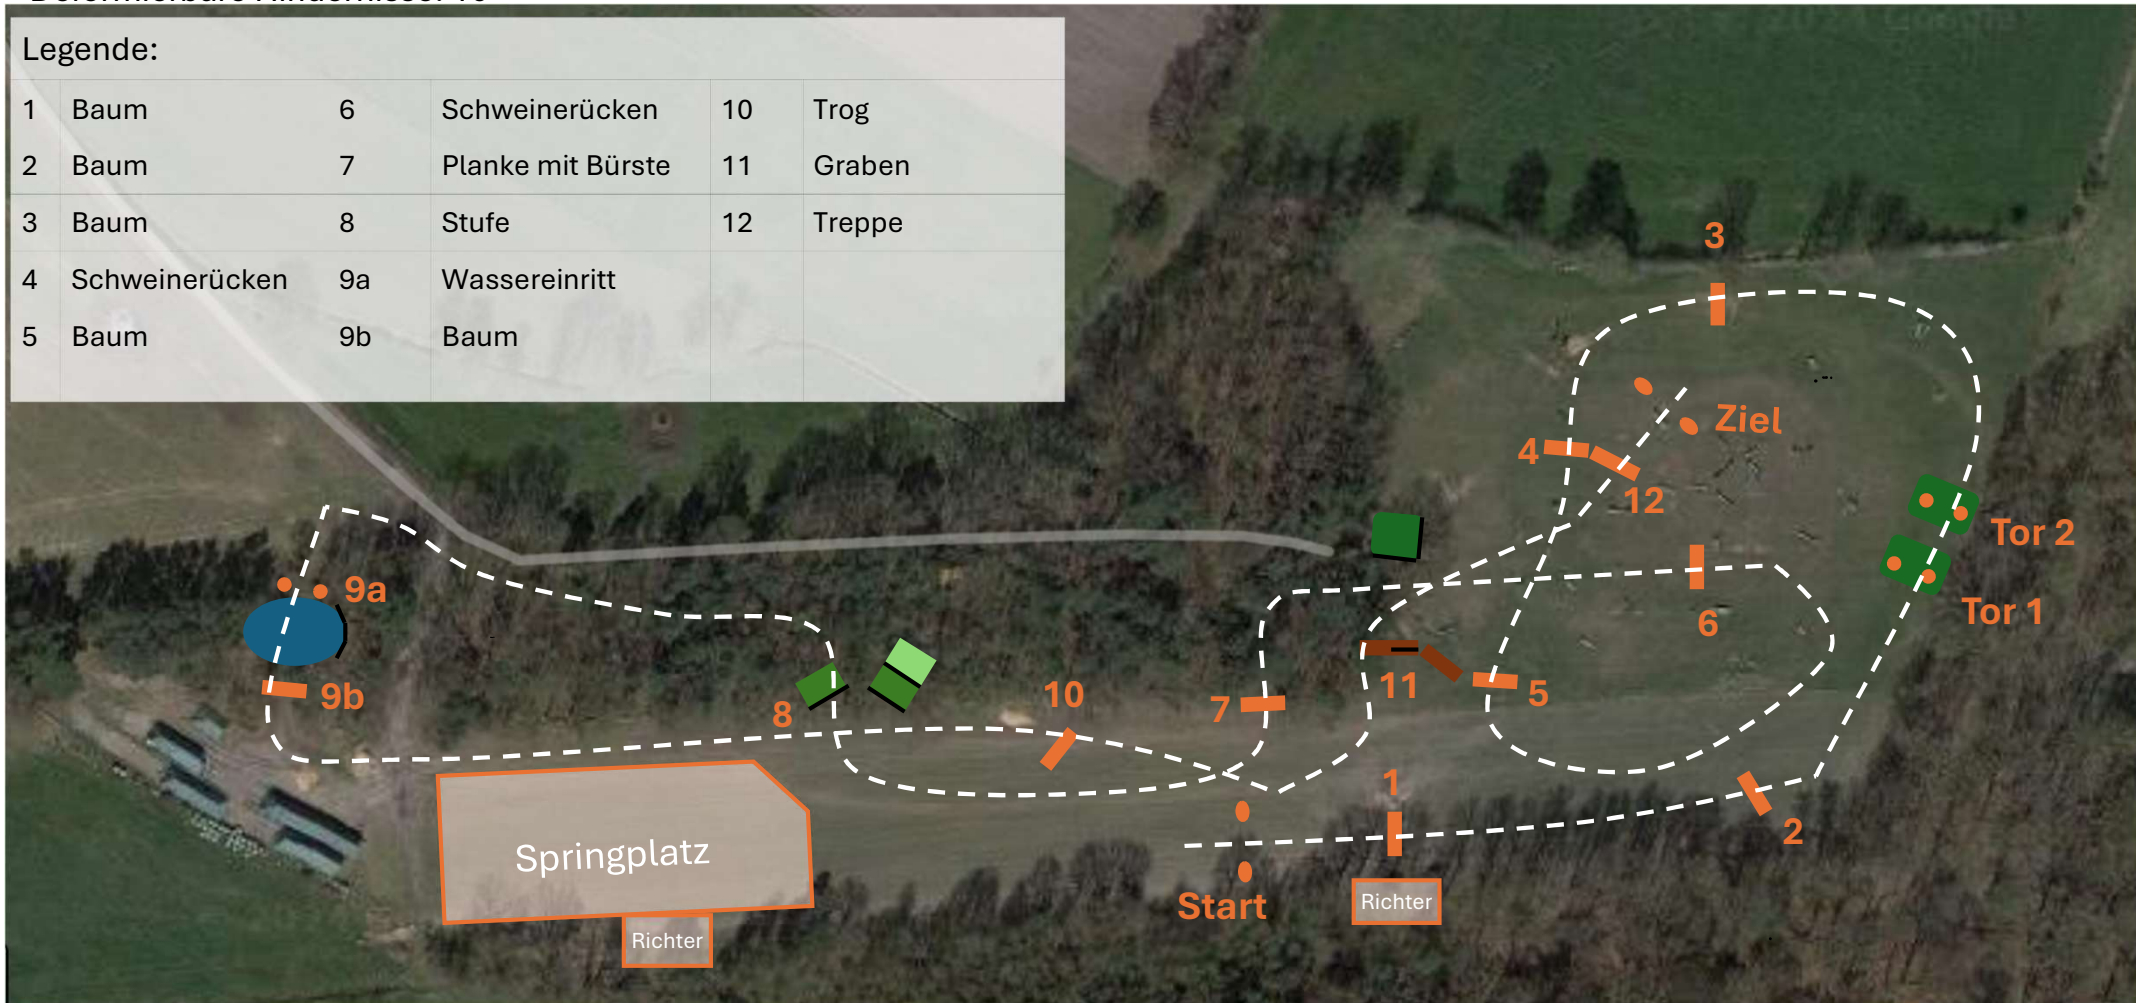 Legende:
1 Baum 6 Schweinerücken 10 Trog
2 Baum 7 Planke mit Bürste 11 Graben
3 Baum 8 Stufe 12 Treppe
4 Schweinerücken 9a Wassereinritt
5 Baum 9b Baum
3
Ziel
4
12
Tor 2
9a
Tor 1
6
11
5
9b
10
7
8
1
2
Springplatz
Start
Richter
Richter